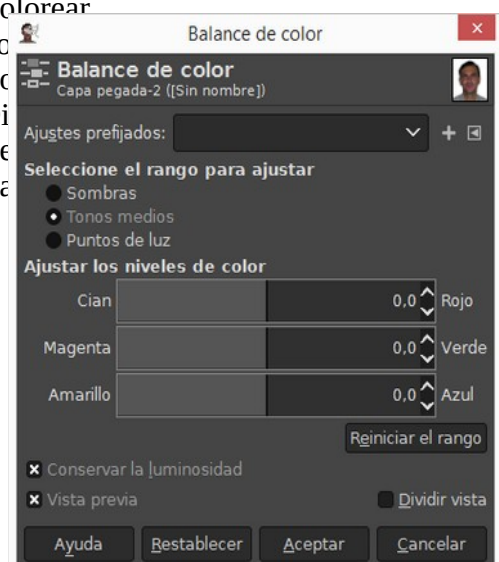 olorear
Balance de color
Balance de color
Capa pegada-2 ([Sin nombre])
Ajustes prefijados:
Seleccione el rango para ajustar
Sombras
Tonos medios
Puntos de luz
Ajustar los niveles de color
Cian 0,0 Rojo
Magenta 0,0 Verde
Amarillo 0,0 Azul
Reiniciar el rango
Conservar la luminosidad
Vista previa Dividir vista
Ayuda Restablecer Aceptar Cancelar